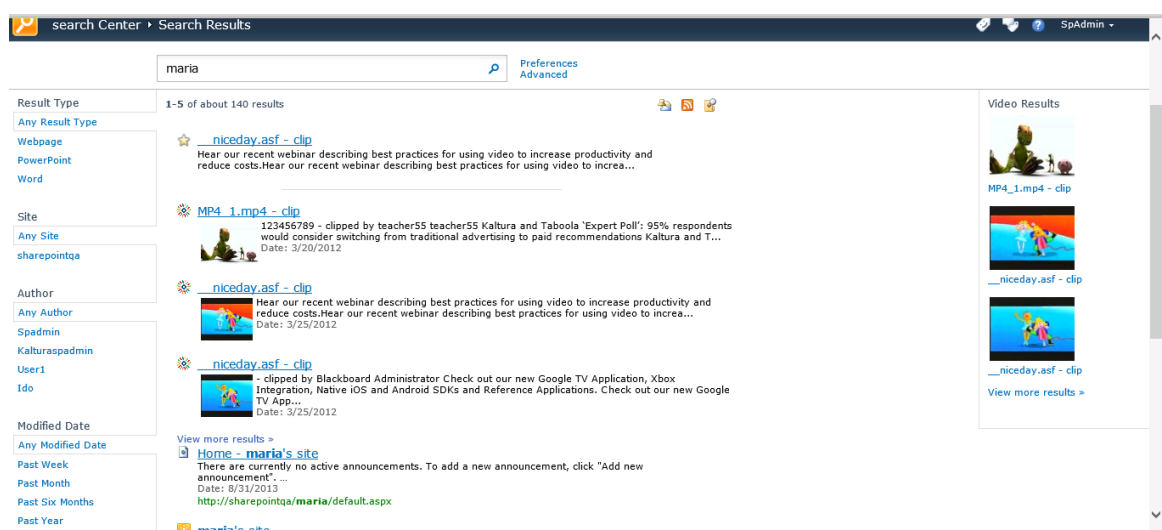 search Center ▸ Search Results
SpAdmin
maria
Preferences
Advanced
Result Type
Any Result Type
Webpage
PowerPoint
Word
Site
Any Site
sharepointqa
Author
Any Author
Spadmin
Kalturaspadmin
User1
Ido
Modified Date
Any Modified Date
Past Week
Past Month
Past Six Months
Past Year
1-5 of about 140 results
__niceday.asf - clip
Hear our recent webinar describing best practices for using video to increase productivity and
reduce costs.Hear our recent webinar describing best practices for using video to increa...
MP4_1.mp4 - clip
123456789 - clipped by teacher55 teacher55 Kaltura and Taboola 'Expert Poll': 95% respondents
would consider switching from traditional advertising to paid recommendations Kaltura and T...
Date: 3/20/2012
__niceday.asf - clip
Hear our recent webinar describing best practices for using video to increase productivity and
reduce costs.Hear our recent webinar describing best practices for using video to increa...
Date: 3/25/2012
__niceday.asf - clip
- clipped by Blackboard Administrator Check out our new Google TV Application, Xbox
Integration, Native iOS and Android SDKs and Reference Applications. Check out our new Google
TV App...
Date: 3/25/2012
View more results »
Home - maria's site
There are currently no active announcements. To add a new announcement, click "Add new
announcement". ...
Date: 8/31/2013
http://sharepointqa/maria/default.aspx
maria's site
Video Results
MP4_1.mp4 - clip
__niceday.asf - clip
__niceday.asf - clip
View more results »